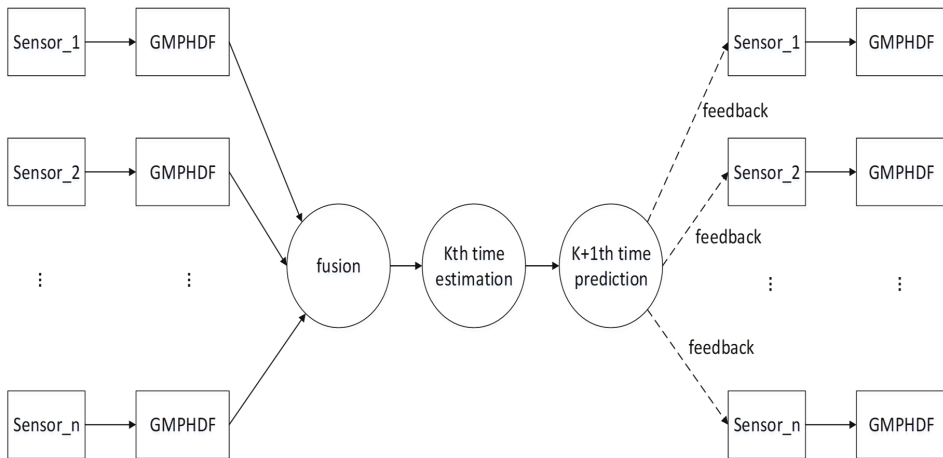 Sensor_1
GMPHDF
Sensor_1
GMPHDF
feedback
Sensor_2
GMPHDF
Sensor_2
GMPHDF
feedback
fusion
Kth time
estimation
K+1th time
prediction
...
...
...
...
feedback
Sensor_n
GMPHDF
Sensor_n
GMPHDF